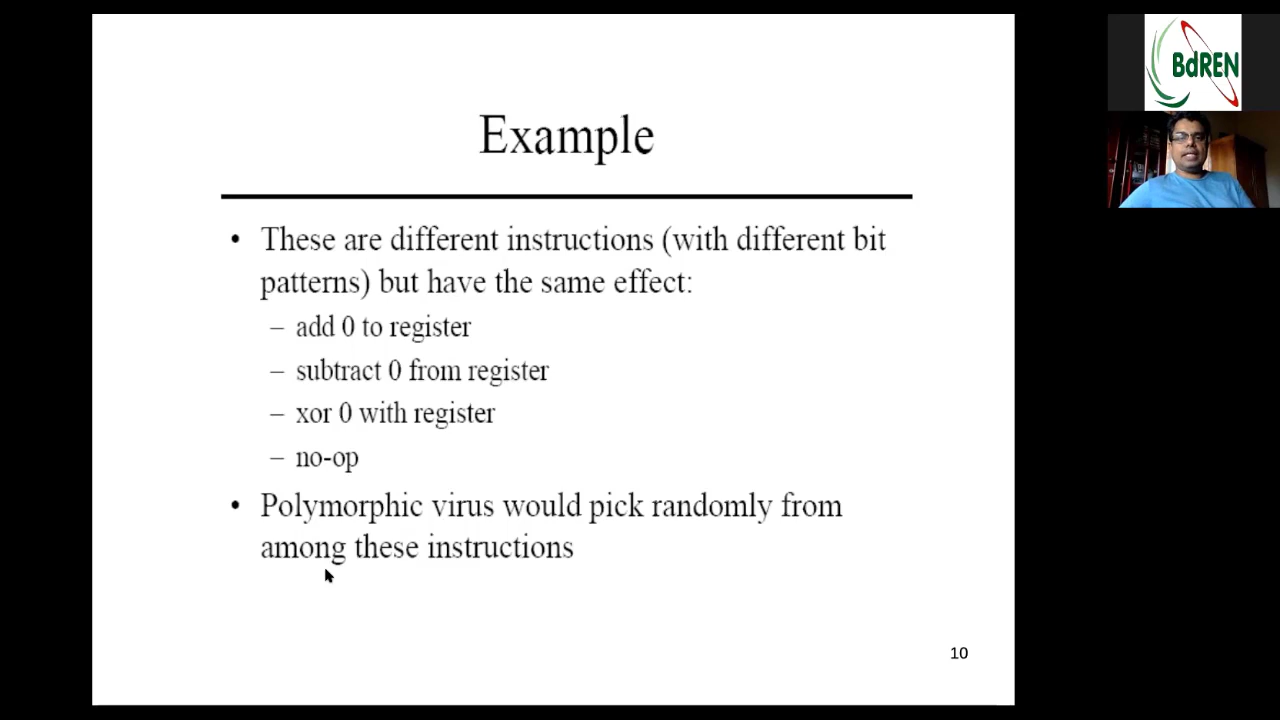 Example
• These are different instructions (with different bit
patterns) but have the same effect:
– add 0 to register
– subtract 0 from register
– xor 0 with register
– no-op
• Polymorphic virus would pick randomly from
among these instructions
10
BdREN